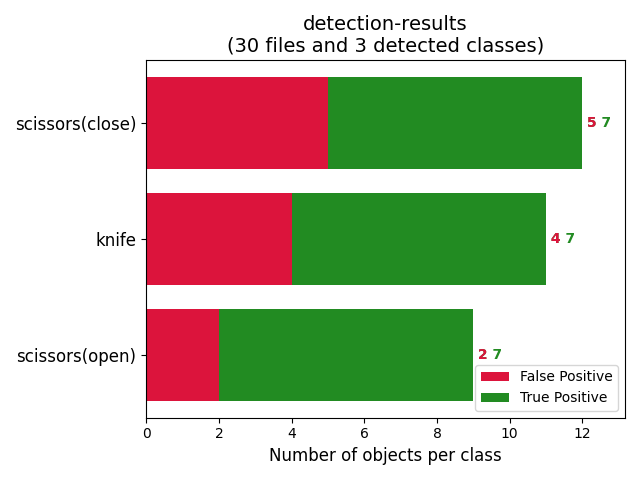 detection-results
(30 files and 3 detected classes)
scissors(close)
5 7
knife
4 7
scissors(open)
2 7
False Positive
True Positive
0 2 4 6 8 10 12
Number of objects per class